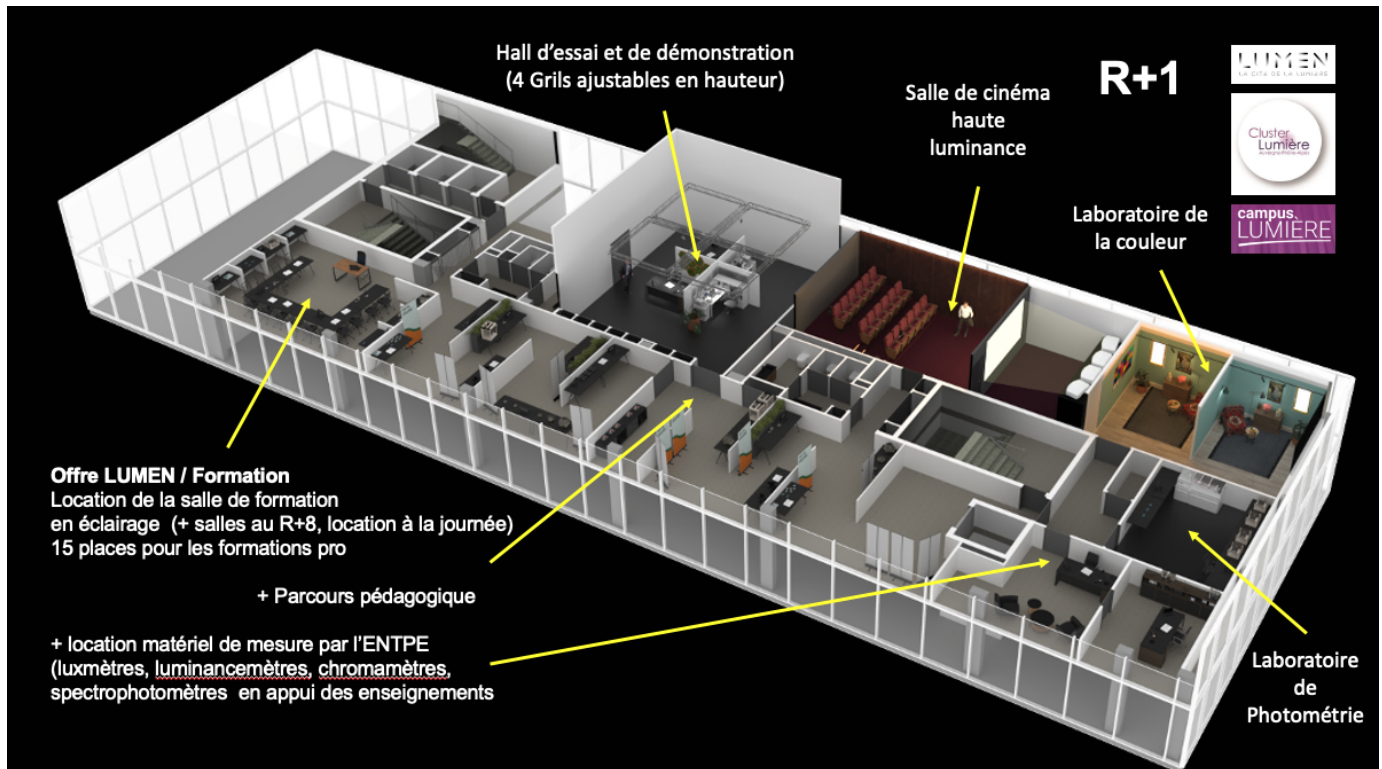 Hall d'essai et de démonstration
(4 Grils ajustables en hauteur)
Salle de cinéma
haute
luminance
R+1
LUMEN
LA CITÉ DE LA LUMIÈRE
Cluster
Lumière
Auvergne-Rhône-Alpes
campus
LUMIÈRE
Laboratoire de
la couleur
Offre LUMEN / Formation
Location de la salle de formation
en éclairage (+ salles au R+8, location à la journée)
15 places pour les formations pro
+ Parcours pédagogique
+ location matériel de mesure par l'ENTPE
(luxmètres, luminancemètres, chromamètres,
spectrophotomètres en appui des enseignements
Laboratoire
de
Photométrie